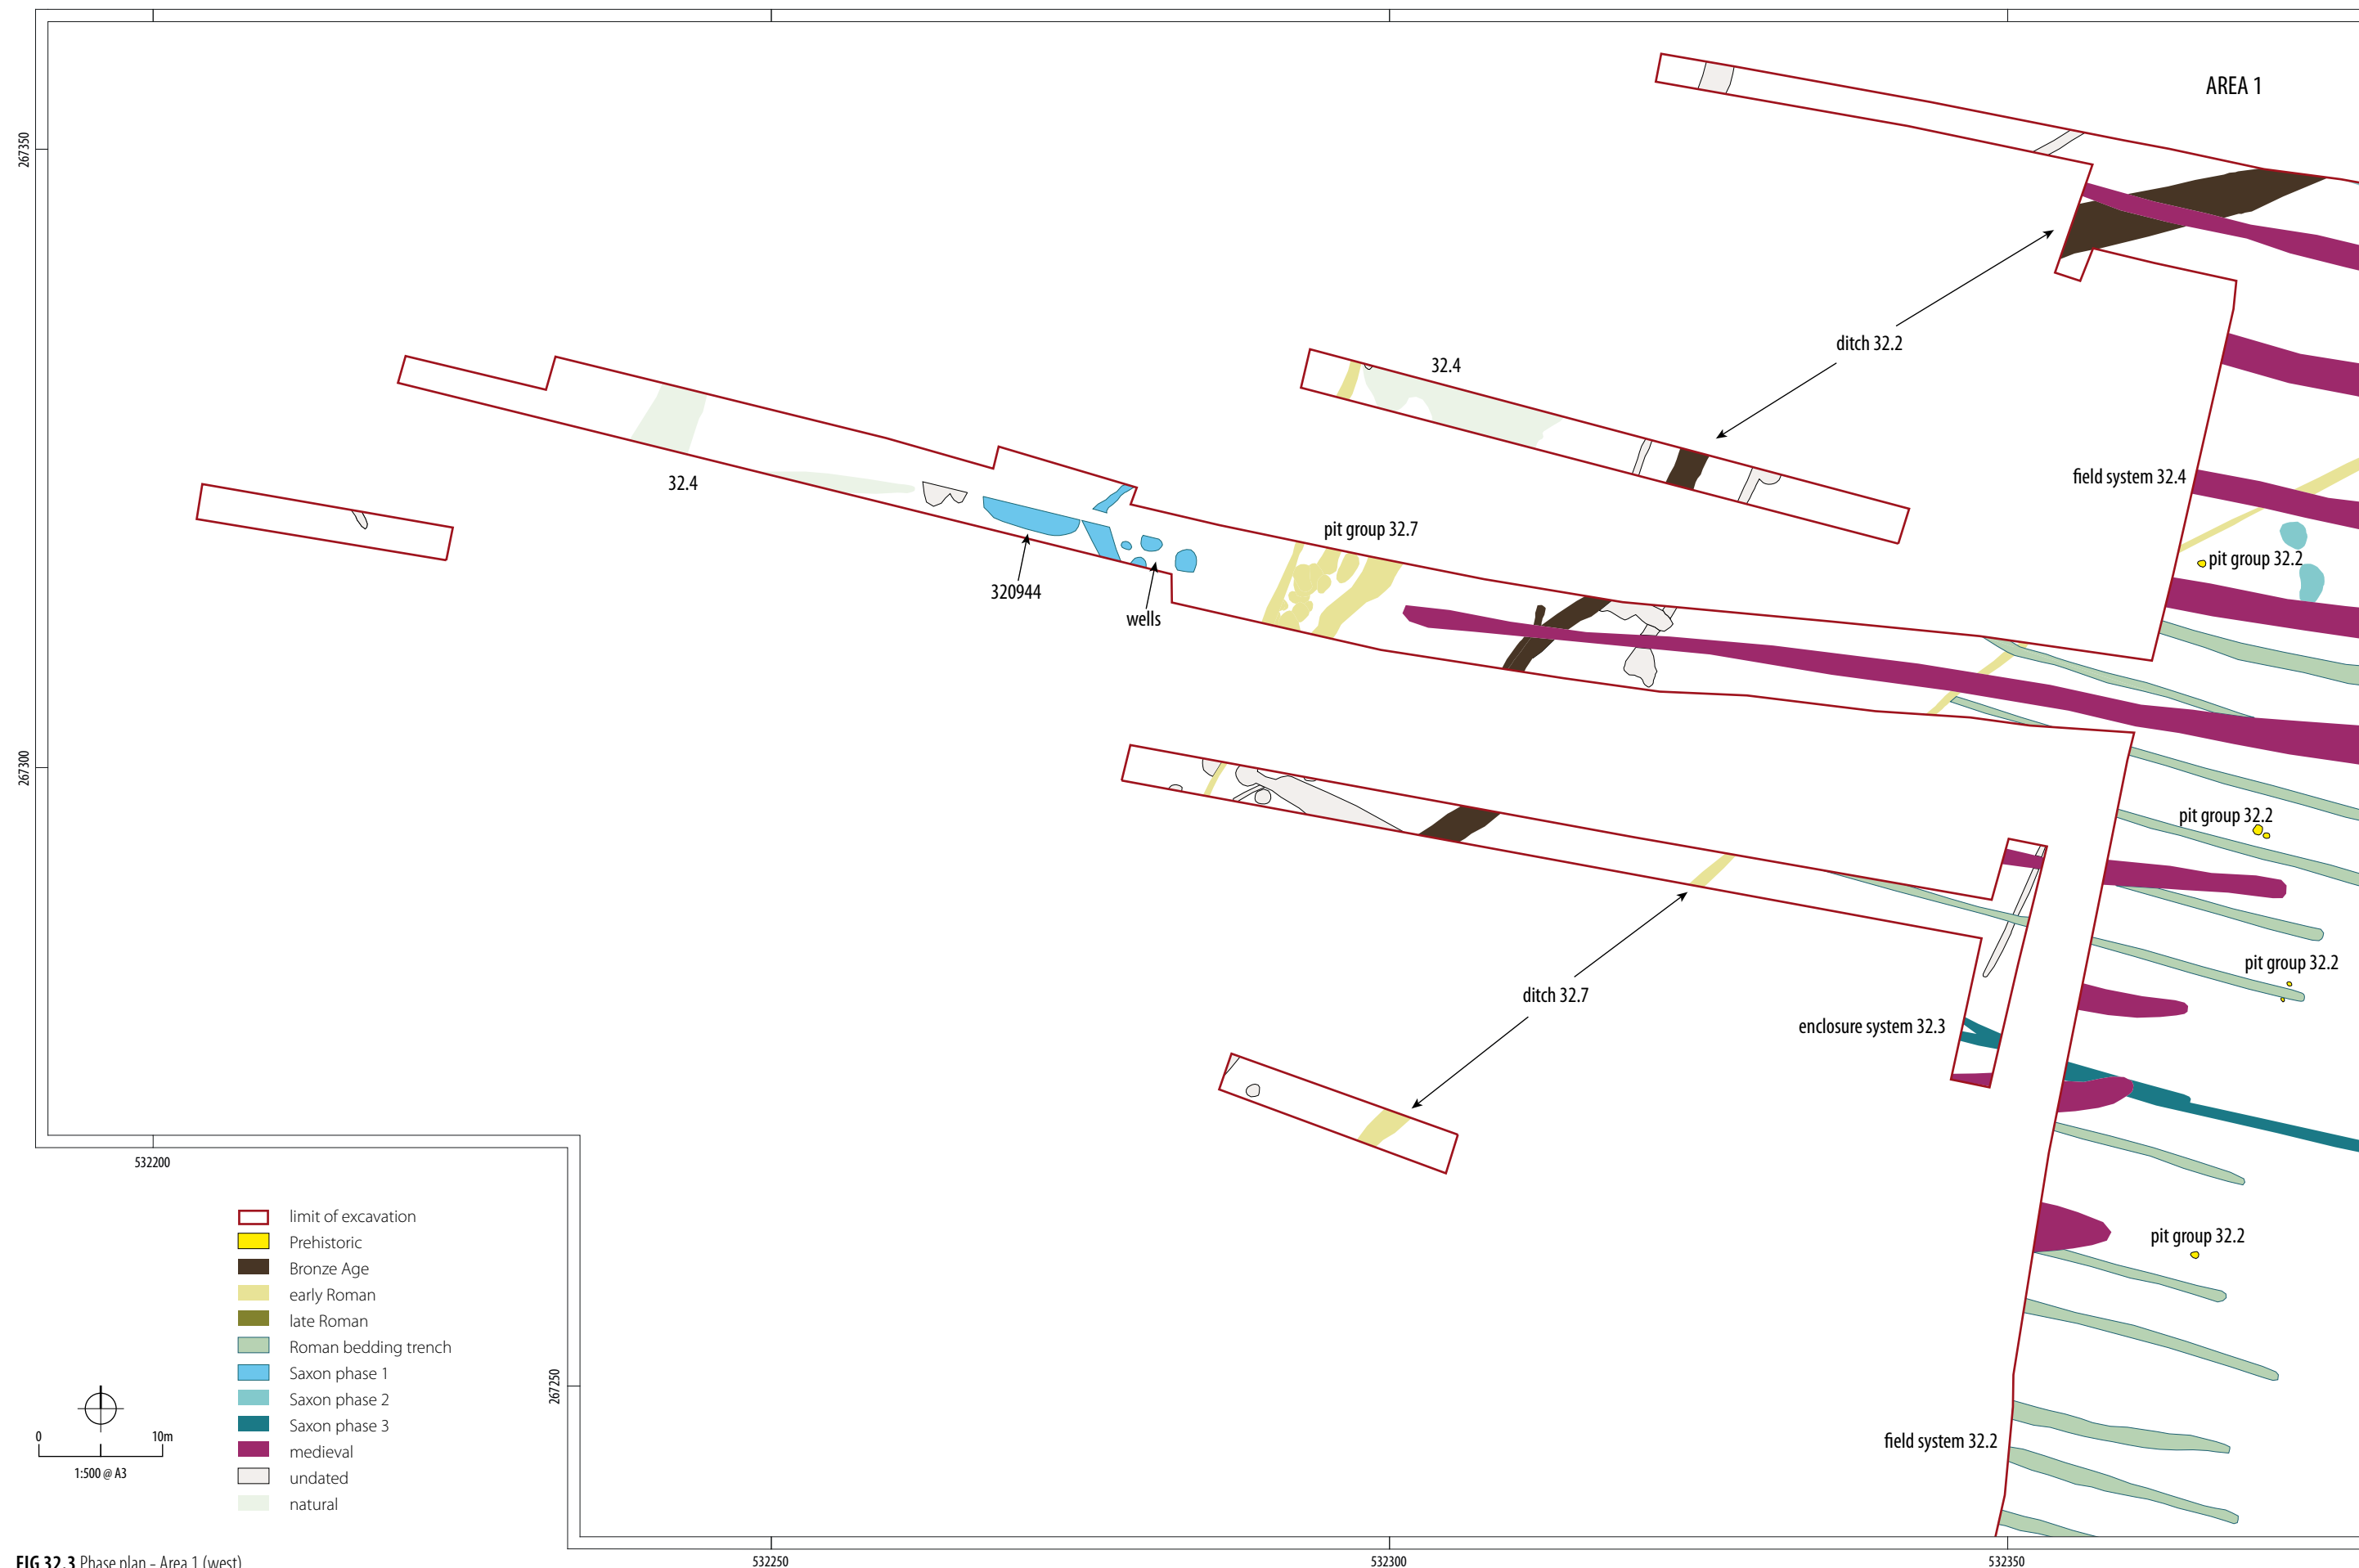 AREA 1
267350
ditch 32.2
32.4
field system 32.4
32.4
pit group 32.7
pit group 32.2
320944
wells
267300
pit group 32.2
pit group 32.2
ditch 32.7
enclosure system 32.3
532200
limit of excavation
Prehistoric
Bronze Age
early Roman
late Roman
Roman bedding trench
Saxon phase 1
Saxon phase 2
Saxon phase 3
medieval
undated
natural
pit group 32.2
267250
0 10m
1:500 @ A3
field system 32.2
FIG 32.3 Phase plan – Area 1 (west)
532250
532300
532350